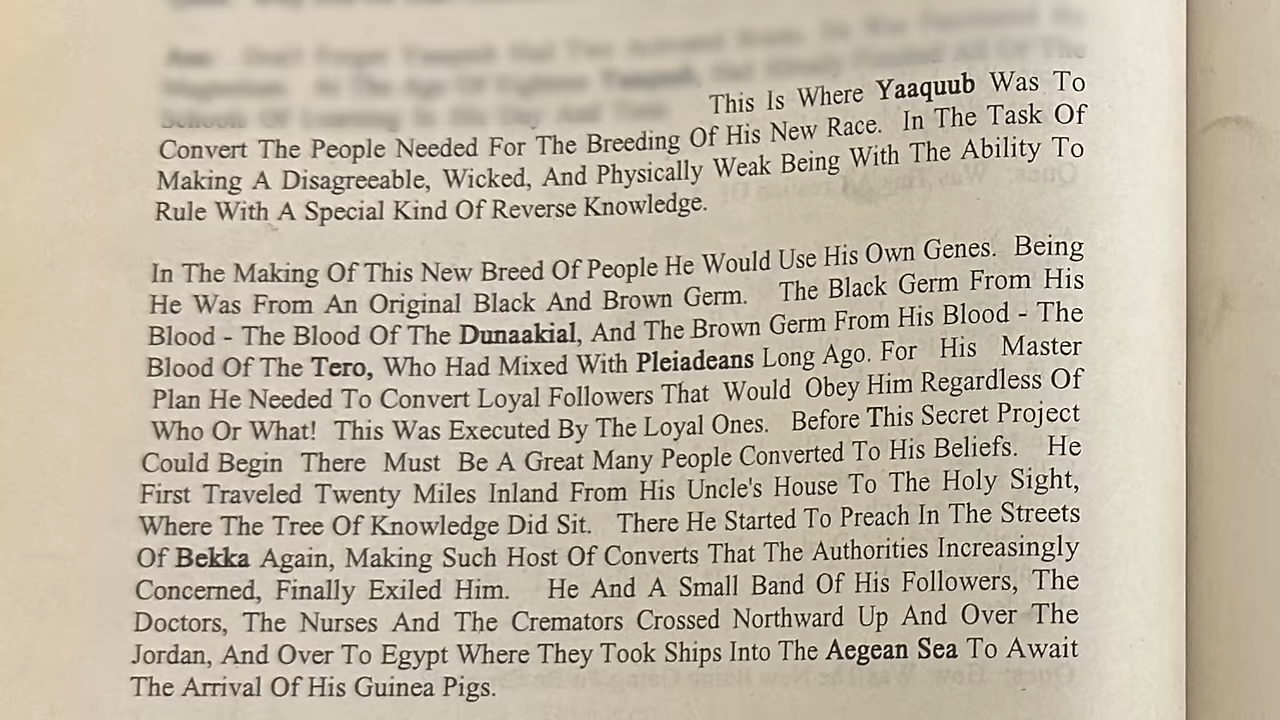 This Is Where Yaaquub Was To
Convert The People Needed For The Breeding Of His New Race. In The Task Of
Making A Disagreeable, Wicked, And Physically Weak Being With The Ability To
Rule With A Special Kind Of Reverse Knowledge.
In The Making Of This New Breed Of People He Would Use His Own Genes. Being
He Was From An Original Black And Brown Germ. The Black Germ From His
Blood - The Blood Of The Dunaakial, And The Brown Germ From His Blood - The
Blood Of The Tero, Who Had Mixed With Pleiadeans Long Ago. For His Master
Plan He Needed To Convert Loyal Followers That Would Obey Him Regardless Of
Who Or What! This Was Executed By The Loyal Ones. Before This Secret Project
Could Begin There Must Be A Great Many People Converted To His Beliefs. He
First Traveled Twenty Miles Inland From His Uncle's House To The Holy Sight,
Where The Tree Of Knowledge Did Sit. There He Started To Preach In The Streets
Of Bekka Again, Making Such Host Of Converts That The Authorities Increasingly
Concerned, Finally Exiled Him. He And A Small Band Of His Followers, The
Doctors, The Nurses And The Cremators Crossed Northward Up And Over The
Jordan, And Over To Egypt Where They Took Ships Into The Aegean Sea To Await
The Arrival Of His Guinea Pigs.